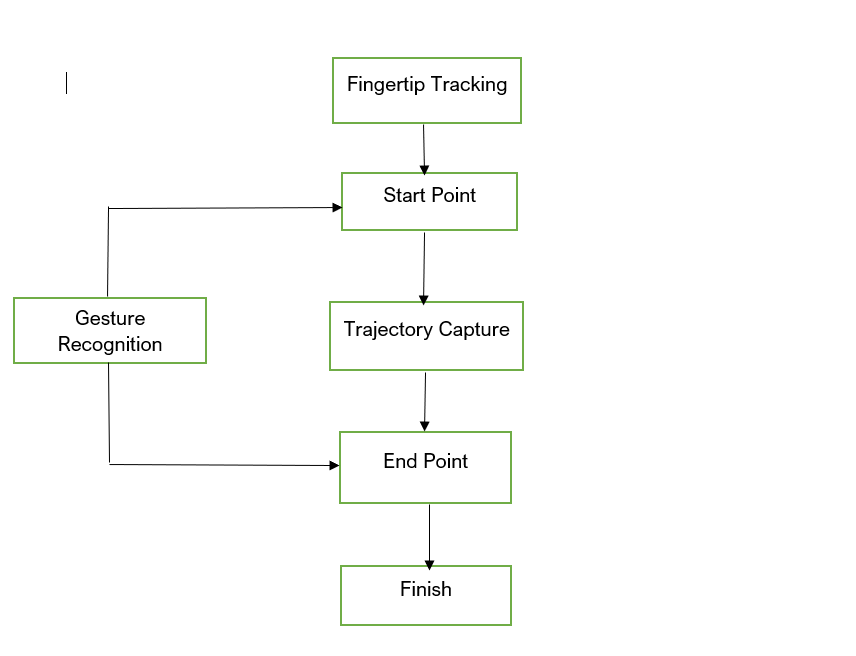 Fingertip Tracking
Start Point
Gesture
Recognition
Trajectory Capture
End Point
Finish